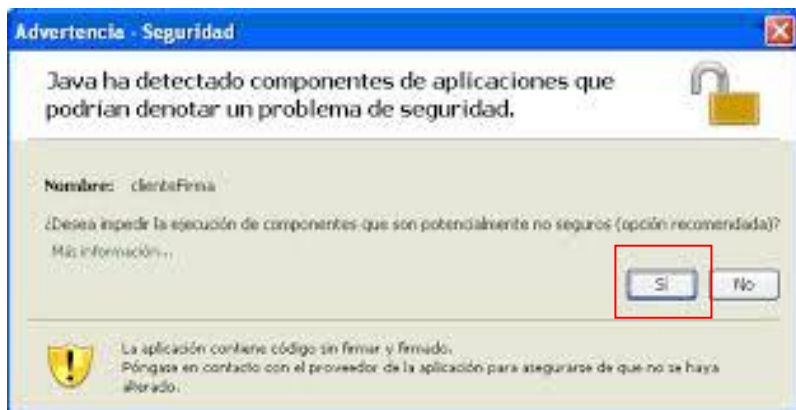 Advertencia - Seguridad
Java ha detectado componentes de aplicaciones que
podrían denotar un problema de seguridad.
Nombre: clienteFirma
¿Desea impedir la ejecución de componentes que son potencialmente no seguros (opción recomendada)?
Más información...
Sí No
La aplicación contiene código sin firmar y firmado.
Póngase en contacto con el proveedor de la aplicación para asegurarse de que no se haya
alterado.